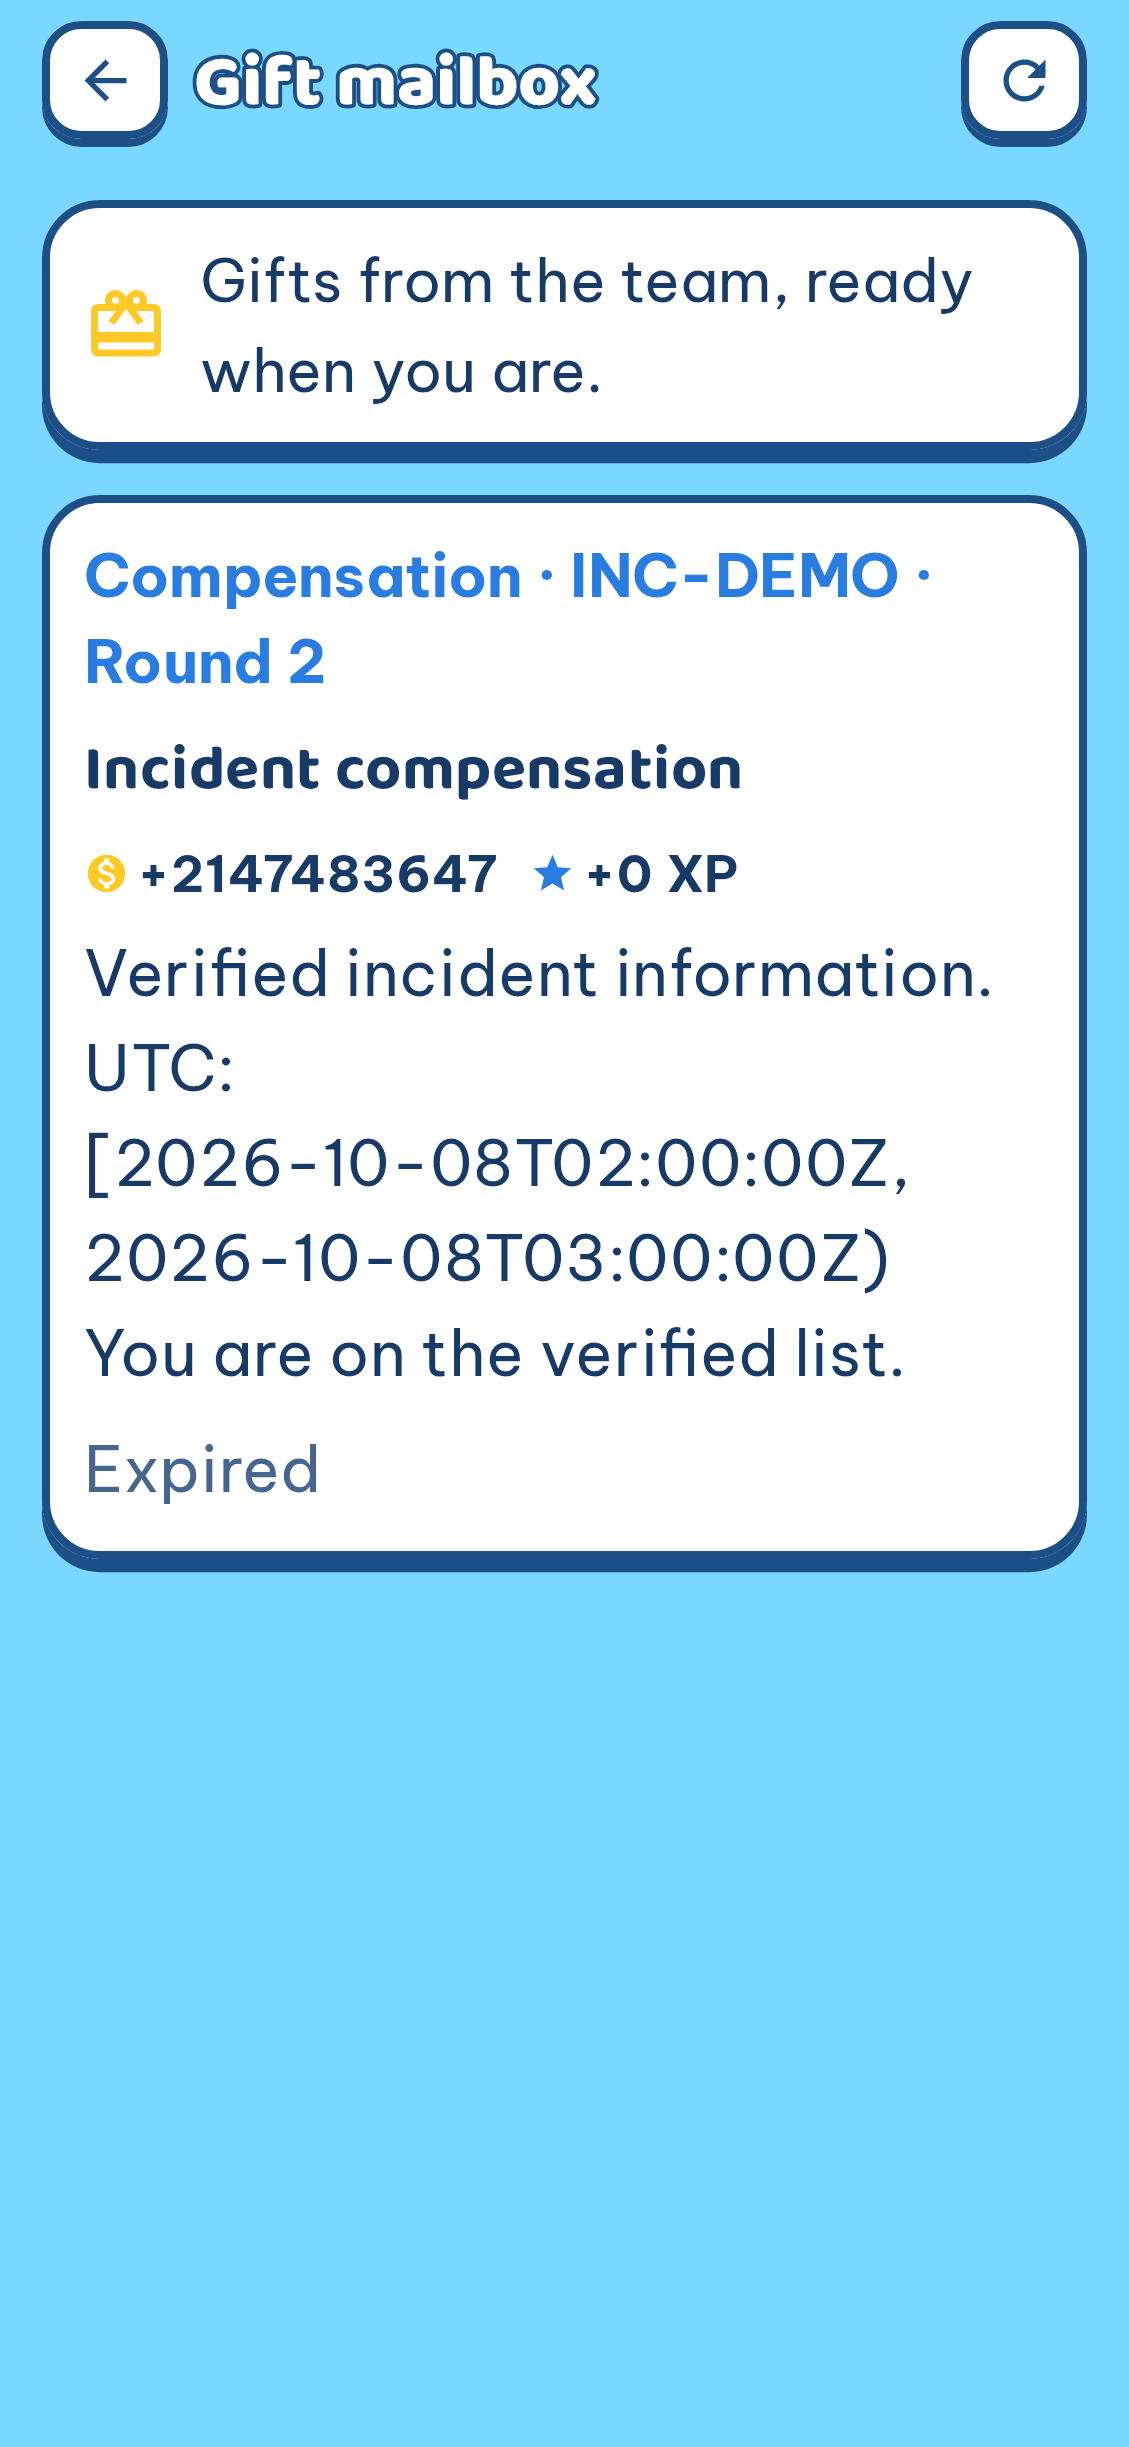 Gift mailbox
Gifts from the team, ready
when you are.
Compensation · INC-DEMO ·
Round 2
Incident compensation
+2147483647 +0 XP
Verified incident information.
UTC:
[2026-10-08T02:00:00Z,
2026-10-08T03:00:00Z)
You are on the verified list.
Expired